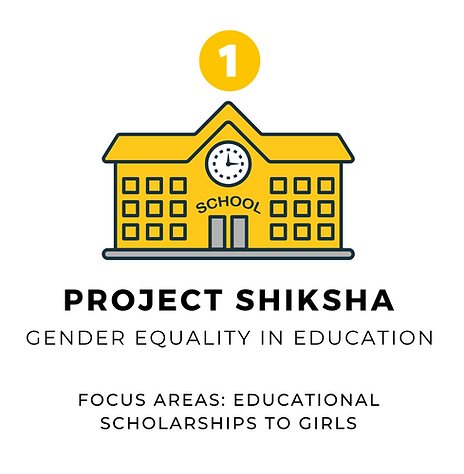 1
SCHOOL
PROJECT SHIKSHA
GENDER EQUALITY IN EDUCATION
FOCUS AREAS: EDUCATIONAL
SCHOLARSHIPS TO GIRLS